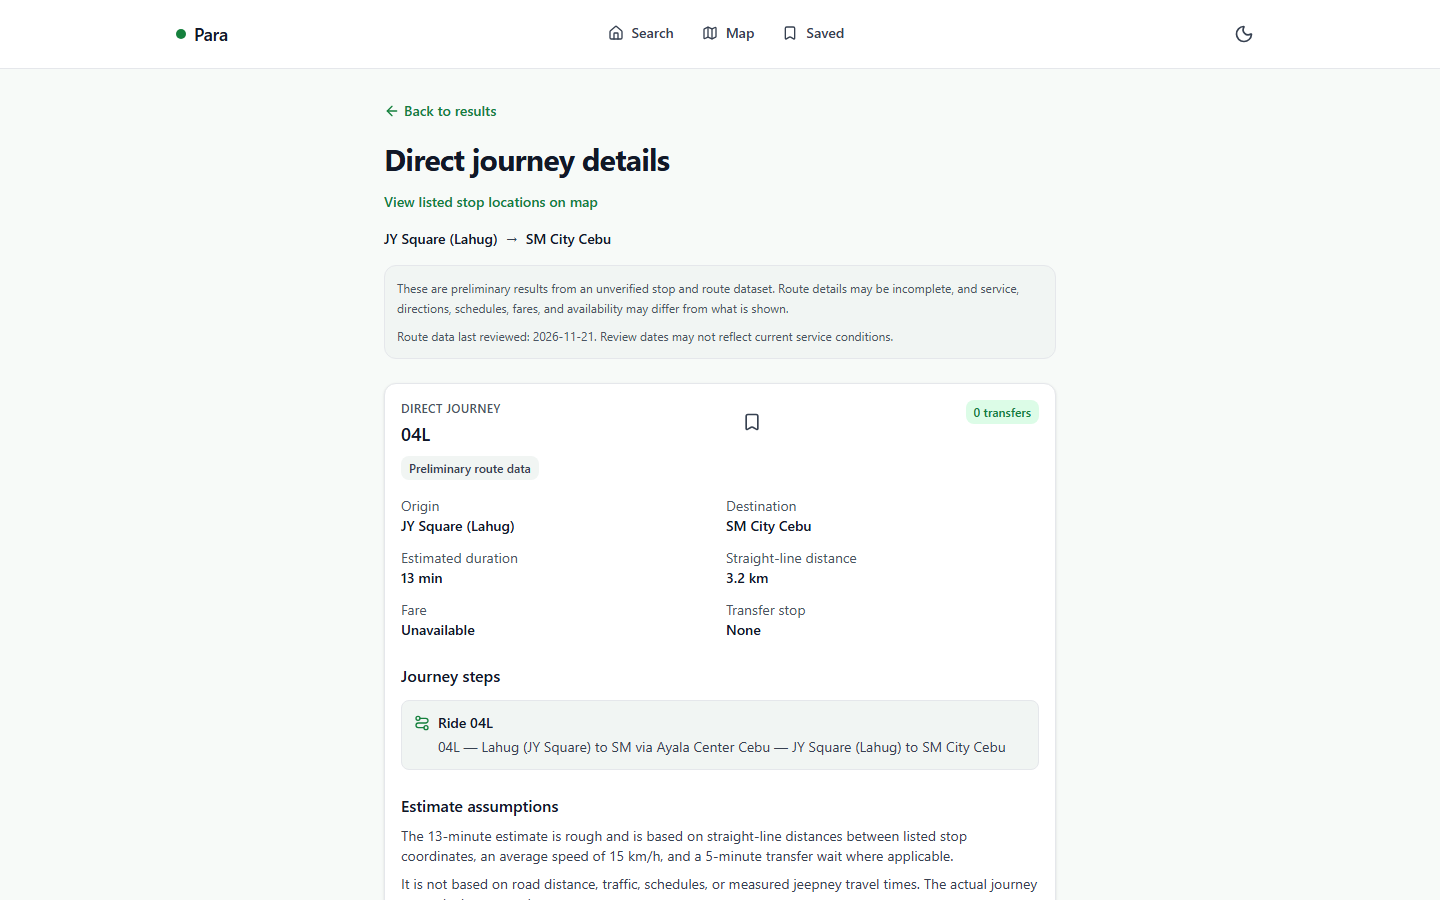 Para
Search
Map
Saved
Back to results
Direct journey details
View listed stop locations on map
JY Square (Lahug) → SM City Cebu
These are preliminary results from an unverified stop and route dataset. Route details may be incomplete, and service,
directions, schedules, fares, and availability may differ from what is shown.
Route data last reviewed: 2026-11-21. Review dates may not reflect current service conditions.
DIRECT JOURNEY
04L
0 transfers
Preliminary route data
Origin
JY Square (Lahug)
Destination
SM City Cebu
Estimated duration
13 min
Straight-line distance
3.2 km
Fare
Unavailable
Transfer stop
None
Journey steps
Ride 04L
04L — Lahug (JY Square) to SM via Ayala Center Cebu — JY Square (Lahug) to SM City Cebu
Estimate assumptions
The 13-minute estimate is rough and is based on straight-line distances between listed stop
coordinates, an average speed of 15 km/h, and a 5-minute transfer wait where applicable.
It is not based on road distance, traffic, schedules, or measured jeepney travel times. The actual journey